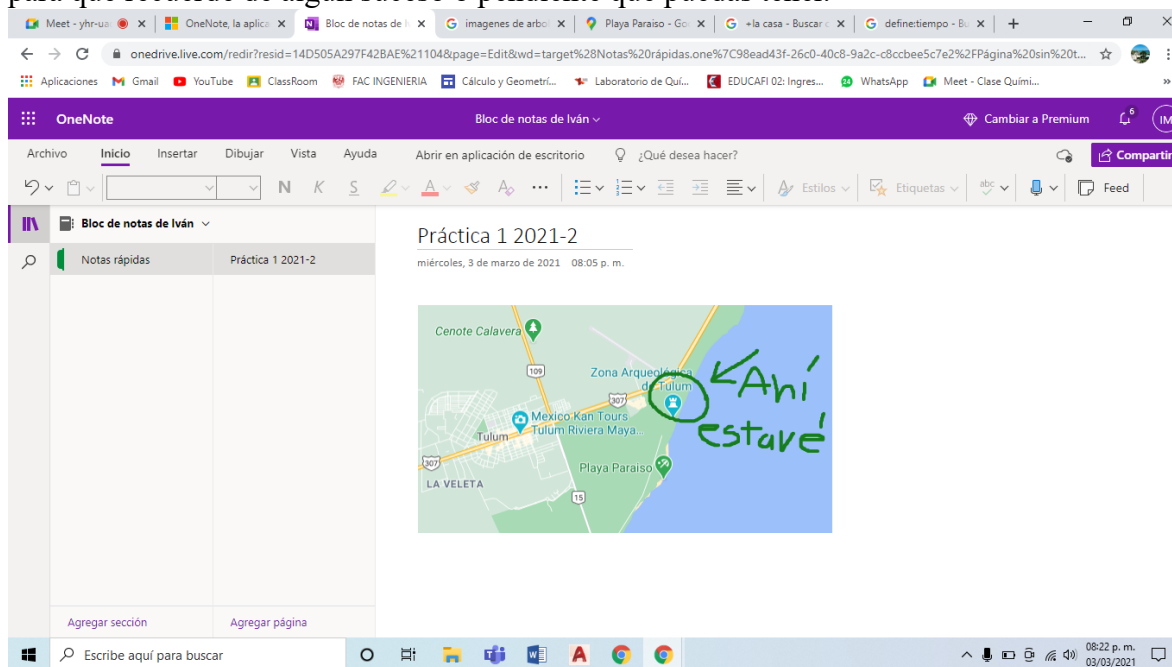 para que recuerde de algún suceso o pendiente que puedas tener.
Meet - yhr-ua
OneNote, la aplica
Bloc de notas de I
imagenes de arbol
Playa Paraiso - Go
+la casa - Buscar c
define:tiempo - Bu
onedrive.live.com/redir?resid=14D505A297F42BAE%21104&page=Edit&wd=target%28Notas%20rápidas.one%7C98ead43f-26c0-40c8-9a2c-c8ccbee5c7e2%2FPágina%20sin%20t...
Aplicaciones
Gmail
YouTube
ClassRoom
FAC INGENIERIA
Cálculo y Geometrí...
Laboratorio de Quí...
EDUCAFI 02: Ingres...
WhatsApp
Meet - Clase Quími...
OneNote
Bloc de notas de Iván
Cambiar a Premium
6
IM
Archivo
Inicio
Insertar
Dibujar
Vista
Ayuda
Abrir en aplicación de escritorio
¿Qué desea hacer?
Compartir
N K S
A
A
Estilos
Etiquetas
abc
Feed
Bloc de notas de Iván
Notas rápidas
Práctica 1 2021-2
Práctica 1 2021-2
miércoles, 3 de marzo de 2021 08:05 p. m.
Cenote Calavera
109
Zona Arqueológica
de Tulum
307
Mexico Kan Tours
Tulum Riviera Maya...
Tulum
307
LA VELETA
Playa Paraiso
15
Ahí
estaré
Agregar sección
Agregar página
Escribe aquí para buscar
08:22 p. m.
03/03/2021